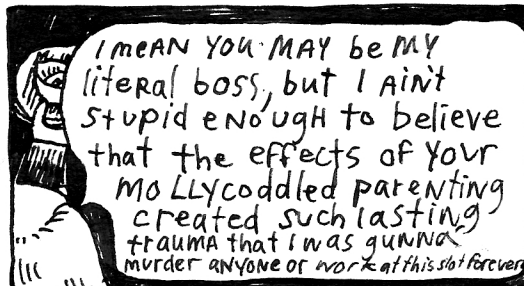 I MEAN YOU MAY be MY
literal boss, but I AiN't
StUpid eNOugH to believe
that the effects of YOUR
MOLLYcoddled pareNtiNg
created such lastiNg
trauMA that I was guNNA
MURdeR ANYONE OR WORK at this slot forever